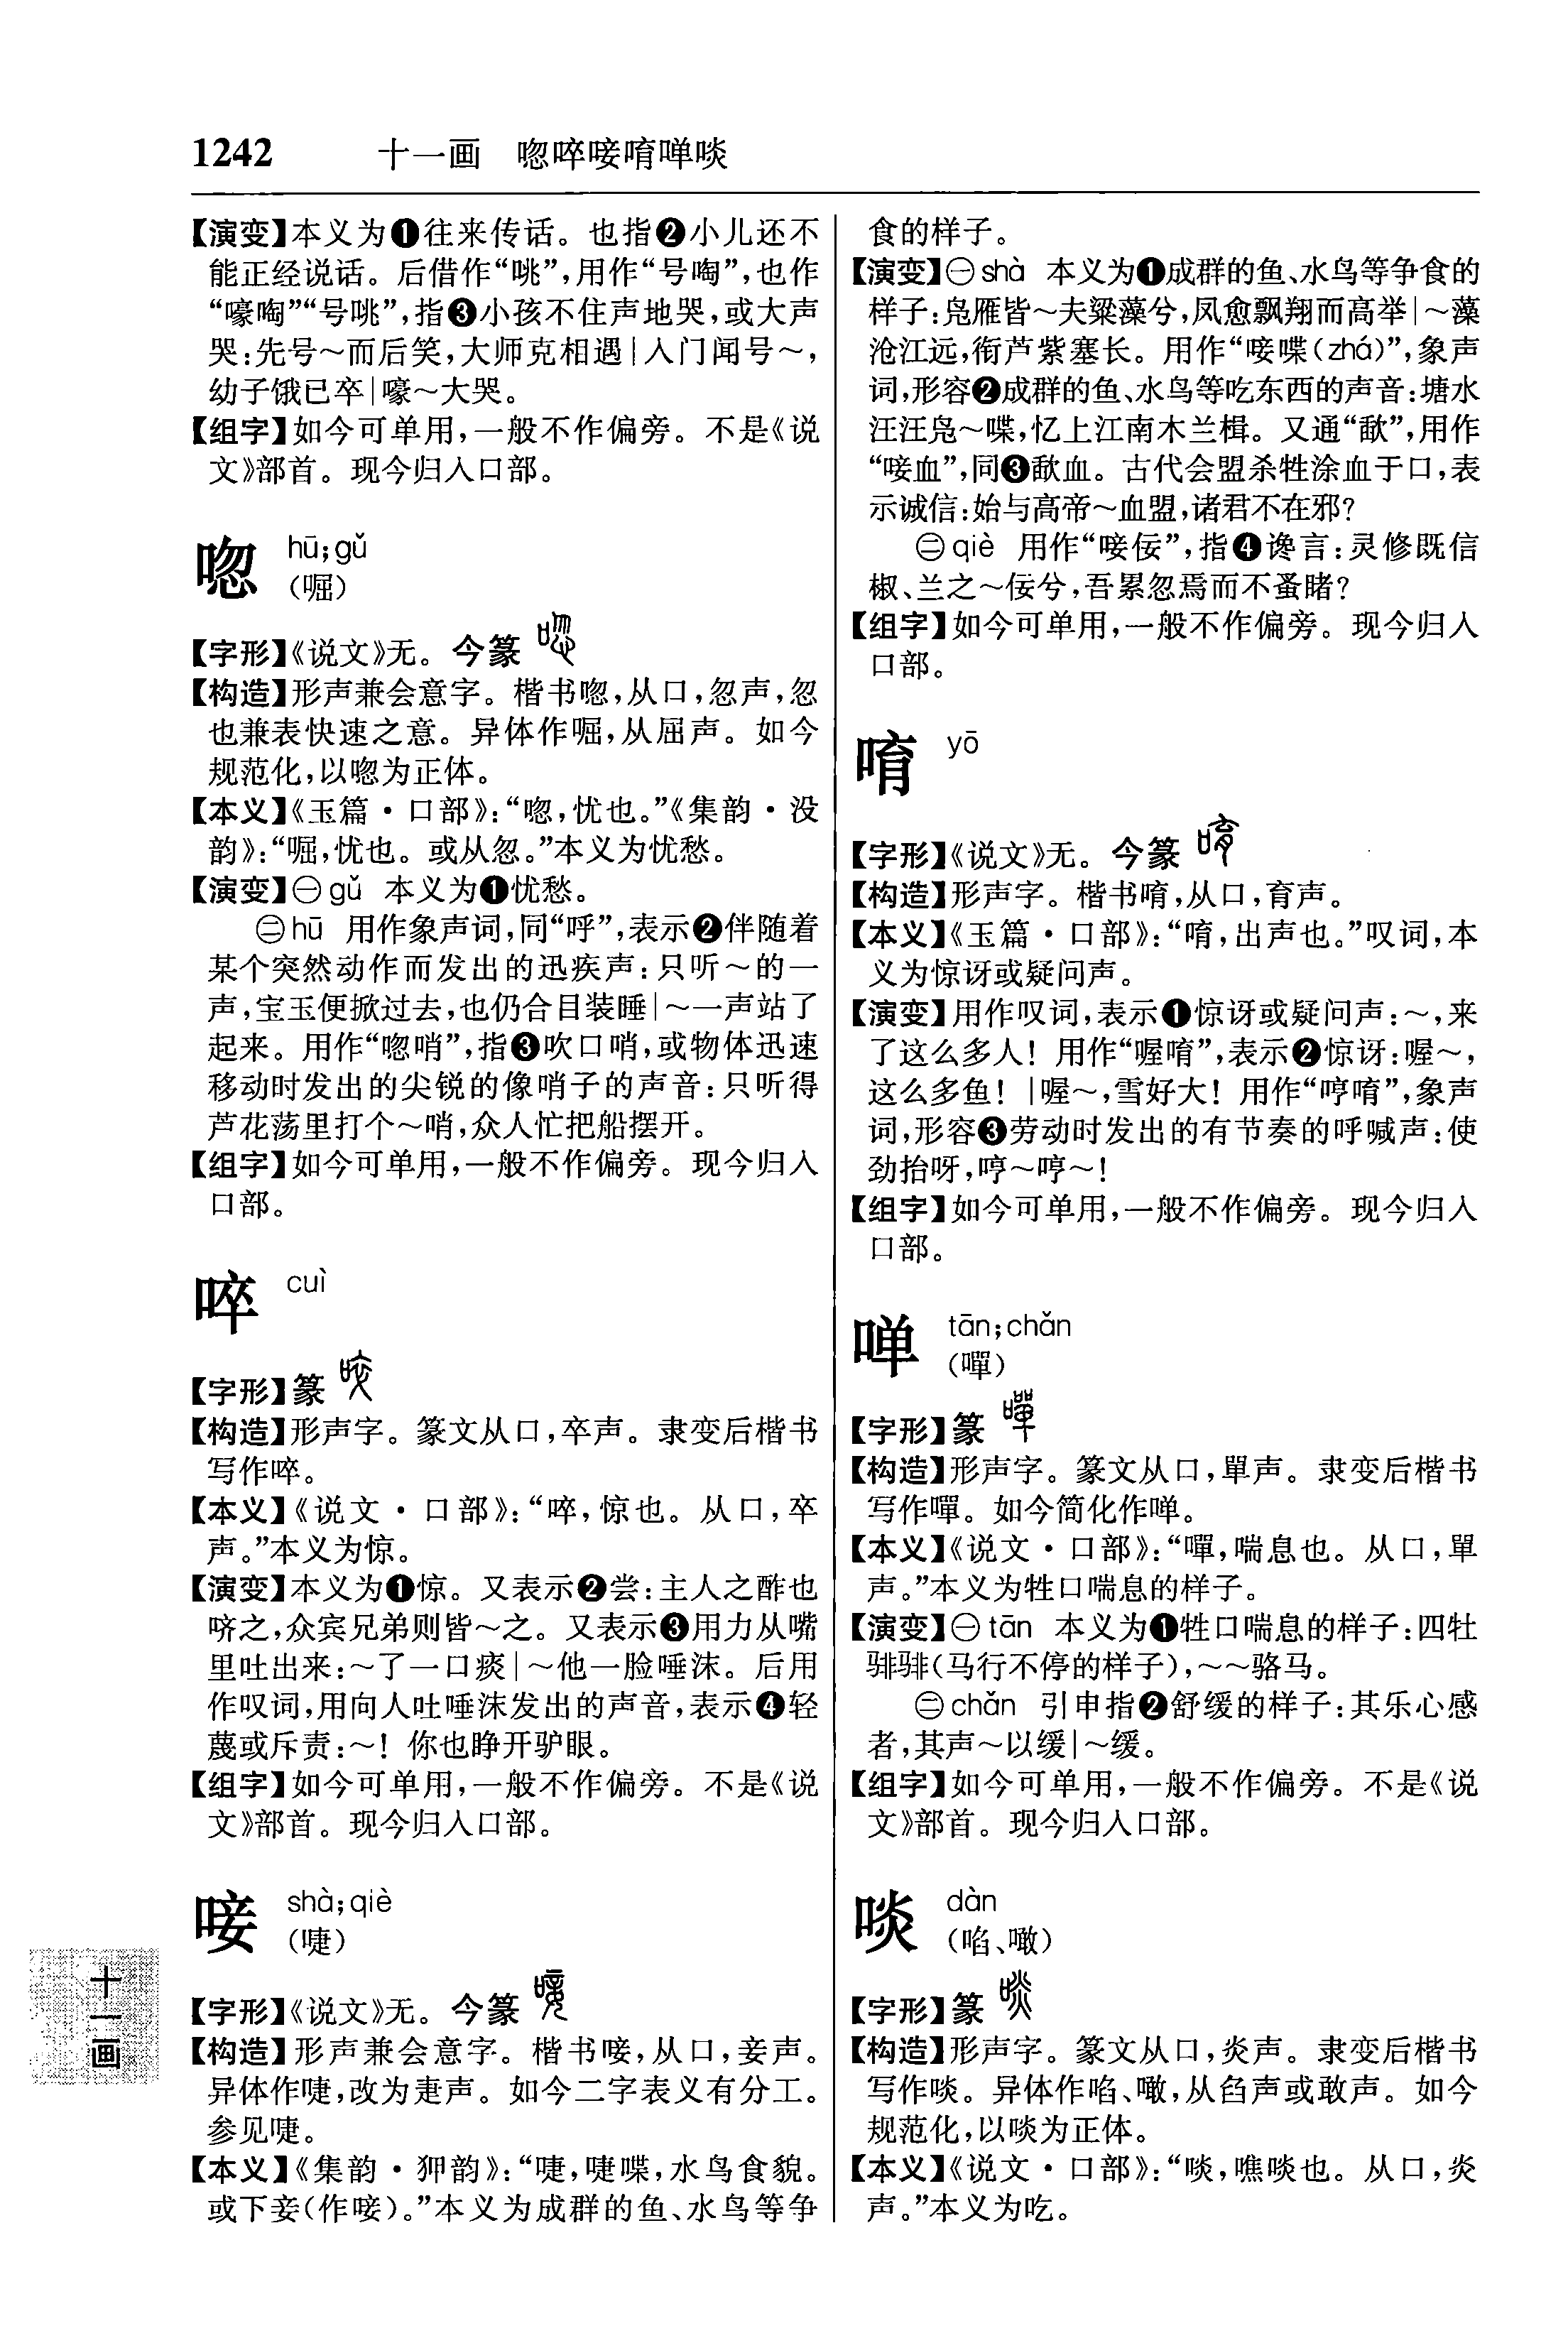 1242 十一画 唿啐唼唷啴啖
【演变】本义为❶往来传话。也指❷小儿还不
能正经说话。后借作“咷”,用作“号啕”,也作
“嚎啕”“号咷”,指❸小孩不住声地哭,或大声
哭:先号～而后笑,大师克相遇|入门闻号～,
幼子饿已卒|嚎～大哭。
【组字】如今可单用,一般不作偏旁。不是《说
文》部首。现今归入口部。
唿 hū;gǔ
(啒)
【字形】《说文》无。今篆
【构造】形声兼会意字。楷书唿,从口,忽声,忽
也兼表快速之意。异体作啒,从屈声。如今
规范化,以唿为正体。
【本义】《玉篇·口部》:“唿,忧也。”《集韵·没
韵》:“啒,忧也。或从忽。”本义为忧愁。
【演变】㊀gǔ 本义为❶忧愁。
㊁hū 用作象声词,同“呼”,表示❷伴随着
某个突然动作而发出的迅疾声:只听～的一
声,宝玉便掀过去,也仍合目装睡|～一声站了
起来。用作“唿哨”,指❸吹口哨,或物体迅速
移动时发出的尖锐的像哨子的声音:只听得
芦花荡里打个～哨,众人忙把船摆开。
【组字】如今可单用,一般不作偏旁。现今归入
口部。
啐 cuì
【字形】篆
【构造】形声字。篆文从口,卒声。隶变后楷书
写作啐。
【本义】《说文·口部》:“啐,惊也。从口,卒
声。”本义为惊。
【演变】本义为❶惊。又表示❷尝:主人之酢也
哜之,众宾兄弟则皆～之。又表示❸用力从嘴
里吐出来:～了一口痰|～他一脸唾沫。后用
作叹词,用向人吐唾沫发出的声音,表示❹轻
蔑或斥责:～!你也睁开驴眼。
【组字】如今可单用,一般不作偏旁。不是《说
文》部首。现今归入口部。
唼 shà;qiè
(啑)
【字形】《说文》无。今篆
【构造】形声兼会意字。楷书唼,从口,妾声。
异体作啑,改为疌声。如今二字表义有分工。
参见啑。
【本义】《集韵·狎韵》:“啑,啑喋,水鸟食貌。
或下妾(作唼)。”本义为成群的鱼、水鸟等争
食的样子。
【演变】㊀shà 本义为❶成群的鱼、水鸟等争食的
样子:凫雁皆～夫粱藻兮,凤愈飘翔而高举|～藻
沧江远,衔芦紫塞长。用作“唼喋(zhá)”,象声
词,形容❷成群的鱼、水鸟等吃东西的声音:塘水
汪汪凫～喋,忆上江南木兰楫。又通“歃”,用作
“唼血”,同❸歃血。古代会盟杀牲涂血于口,表
示诚信:始与高帝～血盟,诸君不在邪?
㊁qiè 用作“唼佞”,指❹谗言:灵修既信
椒、兰之～佞兮,吾累忽焉而不蚤睹?
【组字】如今可单用,一般不作偏旁。现今归入
口部。
唷 yō
【字形】《说文》无。今篆
【构造】形声字。楷书唷,从口,育声。
【本义】《玉篇·口部》:“唷,出声也。”叹词,本
义为惊讶或疑问声。
【演变】用作叹词,表示❶惊讶或疑问声:～,来
了这么多人!用作“喔唷”,表示❷惊讶:喔～,
这么多鱼!|喔～,雪好大!用作“哼唷”,象声
词,形容❸劳动时发出的有节奏的呼喊声:使
劲抬呀,哼～哼～!
【组字】如今可单用,一般不作偏旁。现今归入
口部。
啴 tān;chǎn
(嘽)
【字形】篆
【构造】形声字。篆文从口,單声。隶变后楷书
写作嘽。如今简化作啴。
【本义】《说文·口部》:“嘽,喘息也。从口,單
声。”本义为牲口喘息的样子。
【演变】㊀tān 本义为❶牲口喘息的样子:四牡
骓骓(马行不停的样子),～～骆马。
㊁chǎn 引申指❷舒缓的样子:其乐心感
者,其声～以缓|～缓。
【组字】如今可单用,一般不作偏旁。不是《说
文》部首。现今归入口部。
啖 dàn
(啗、噉)
【字形】篆
【构造】形声字。篆文从口,炎声。隶变后楷书
写作啖。异体作啗、噉,从臽声或敢声。如今
规范化,以啖为正体。
【本义】《说文·口部》:“啖,噍啖也。从口,炎
声。”本义为吃。
十一画